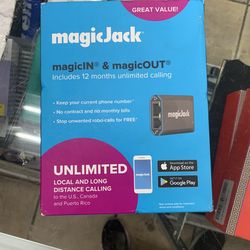 GREAT VALUE!
magicJack®
magicIN® & magicOUT®
Includes 12 months unlimited calling
• Keep your current phone number*
• No contract and no monthly bills
• Stop unwanted robo-calls for FREE*
magicJack
UNLIMITED
LOCAL AND LONG
DISTANCE CALLING
to the U.S., Canada
and Puerto Rico
Download on the
App Store
GET IT ON
Google Play